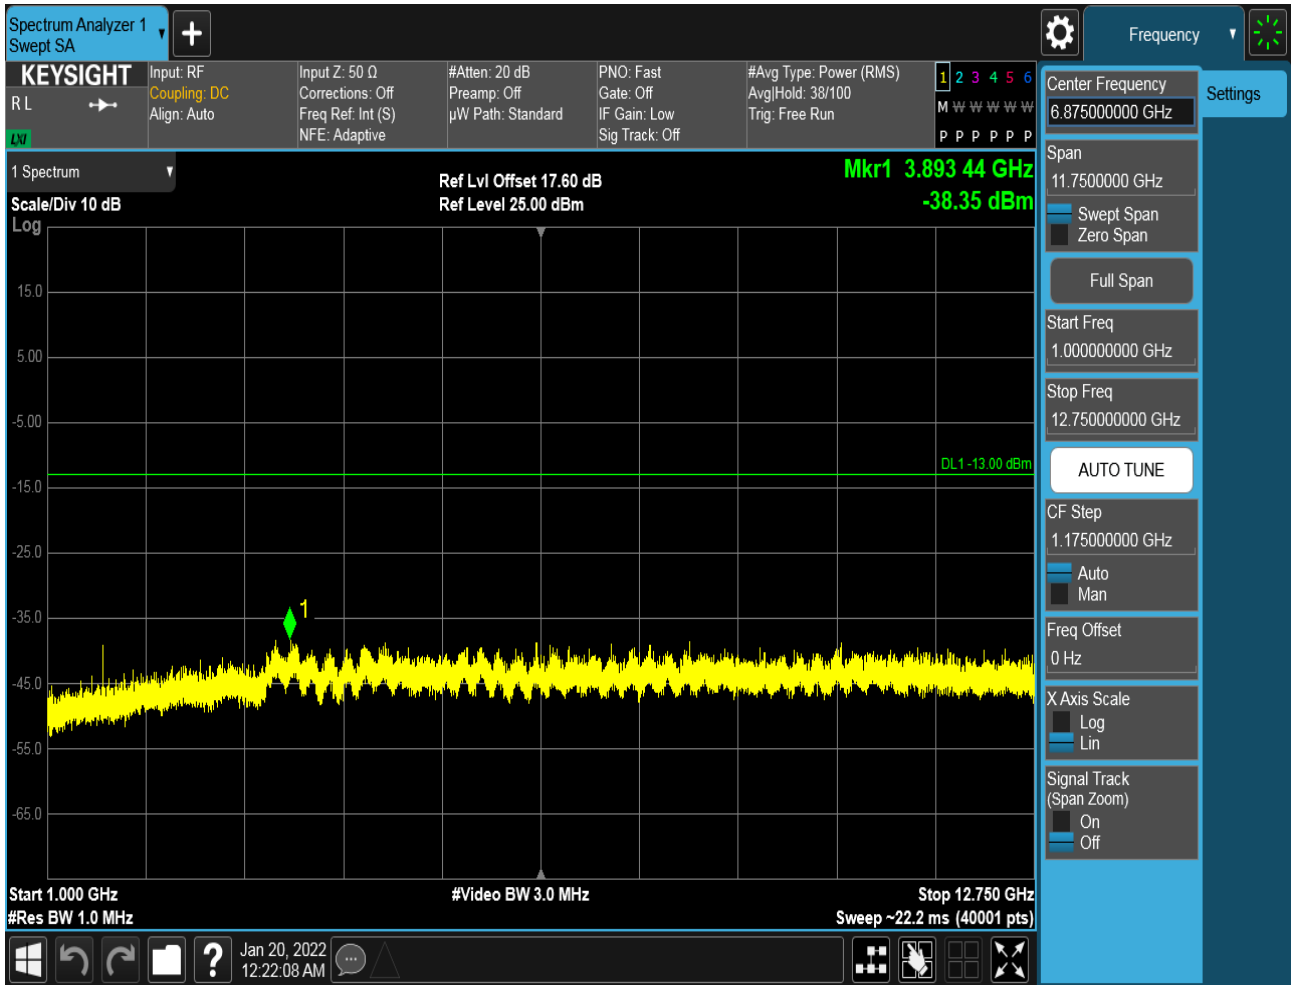 Spectrum Analyzer 1
Swept SA
Frequency
KEYSIGHT
R L
LXI
Input: RF
Coupling: DC
Align: Auto
Input Z: 50 Ω
Corrections: Off
Freq Ref: Int (S)
NFE: Adaptive
#Atten: 20 dB
Preamp: Off
µW Path: Standard
PNO: Fast
Gate: Off
IF Gain: Low
Sig Track: Off
#Avg Type: Power (RMS)
Avg|Hold: 38/100
Trig: Free Run
1 2 3 4 5 6
M W W W W W
P P P P P P
1 Spectrum
Scale/Div 10 dB
Log
Ref Lvl Offset 17.60 dB
Ref Level 25.00 dBm
Mkr1 3.893 44 GHz
-38.35 dBm
15.0
5.00
-5.00
DL1 -13.00 dBm
-15.0
-25.0
1
-35.0
-45.0
-55.0
-65.0
Start 1.000 GHz
#Video BW 3.0 MHz
Stop 12.750 GHz
#Res BW 1.0 MHz
Sweep ~22.2 ms (40001 pts)
?
Jan 20, 2022
12:22:08 AM
Center Frequency
6.875000000 GHz
Settings
Span
11.7500000 GHz
Swept Span
Zero Span
Full Span
Start Freq
1.000000000 GHz
Stop Freq
12.750000000 GHz
AUTO TUNE
CF Step
1.175000000 GHz
Auto
Man
Freq Offset
0 Hz
X Axis Scale
Log
Lin
Signal Track
(Span Zoom)
On
Off